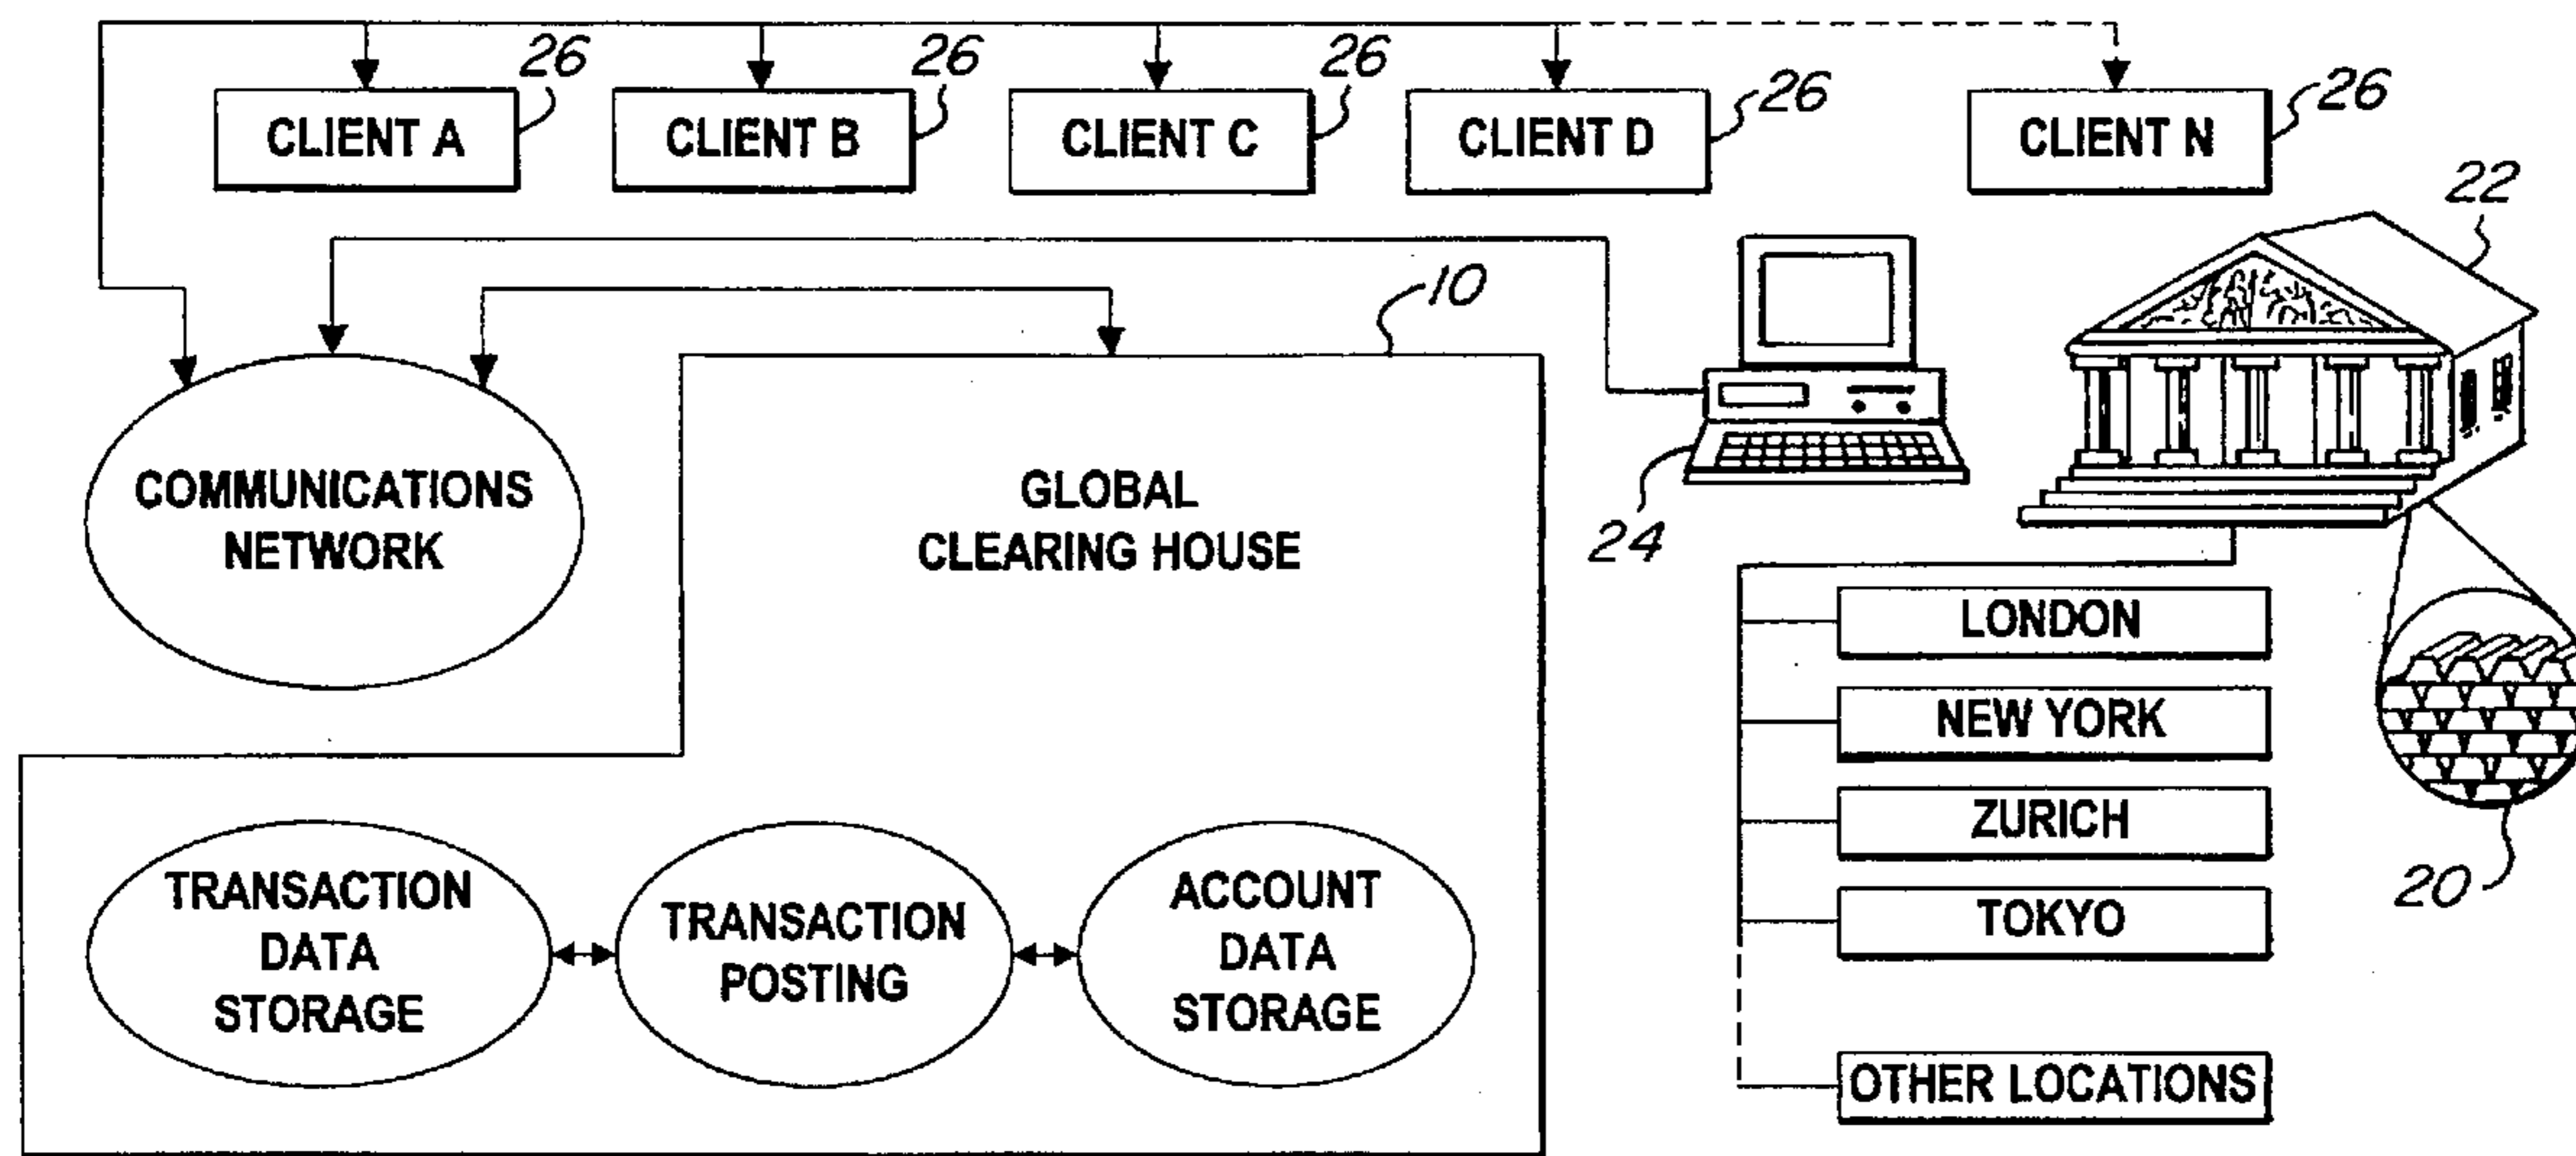 26
26
26
26
26
CLIENT A
CLIENT B
CLIENT C
CLIENT D
CLIENT N
22
10
COMMUNICATIONS
NETWORK
GLOBAL
CLEARING HOUSE
24
LONDON
NEW YORK
ZURICH
TOKYO
OTHER LOCATIONS
20
TRANSACTION
DATA
STORAGE
TRANSACTION
POSTING
ACCOUNT
DATA
STORAGE